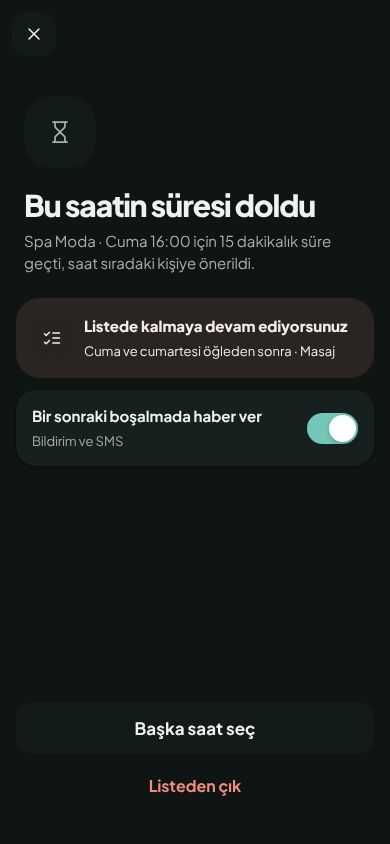 Bu saatin süresi doldu
Spa Moda · Cuma 16:00 için 15 dakikalık süre
geçti, saat sıradaki kişiye önerildi.
Listede kalmaya devam ediyorsunuz
Cuma ve cumartesi öğleden sonra · Masaj
Bir sonraki boşalmada haber ver
Bildirim ve SMS
Başka saat seç
Listeden çık